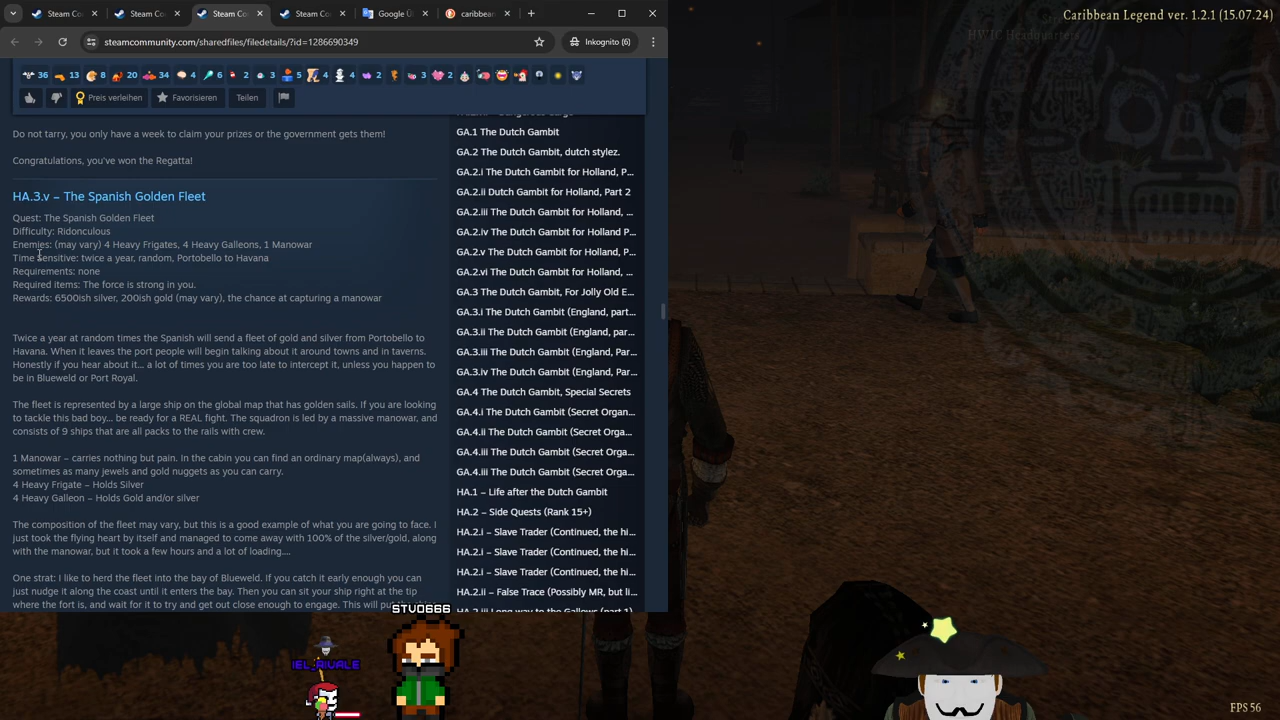 Steam Co
Steam Co
Steam Co
Steam Co
Google Ü
caribbean
steamcommunity.com/sharedfiles/filedetails/?id=1286690349
Inkognito (6)
36 13 8 20 34 4 6 2 3 5 4 4 2 3 2
Preis verleihen
Favorisieren
Teilen
Do not tarry, you only have a week to claim your prizes or the government gets them!
Congratulations, you've won the Regatta!
HA.3.v – The Spanish Golden Fleet
Quest: The Spanish Golden Fleet
Difficulty: Ridonculous
Enemies: (may vary) 4 Heavy Frigates, 4 Heavy Galleons, 1 Manowar
Time Sensitive: twice a year, random, Portobello to Havana
Requirements: none
Required items: The force is strong in you.
Rewards: 6500ish silver, 200ish gold (may vary), the chance at capturing a manowar
Twice a year at random times the Spanish will send a fleet of gold and silver from Portobello to
Havana. When it leaves the port people will begin talking about it around towns and in taverns.
Honestly if you hear about it... a lot of times you are too late to intercept it, unless you happen to
be in Blueweld or Port Royal.
The fleet is represented by a large ship on the global map that has golden sails. If you are looking
to tackle this bad boy... be ready for a REAL fight. The squadron is led by a massive manowar, and
consists of 9 ships that are all packs to the rails with crew.
1 Manowar – carries nothing but pain. In the cabin you can find an ordinary map(always), and
sometimes as many jewels and gold nuggets as you can carry.
4 Heavy Frigate – Holds Silver
4 Heavy Galleon – Holds Gold and/or silver
The composition of the fleet may vary, but this is a good example of what you are going to face. I
just took the flying heart by itself and managed to come away with 100% of the silver/gold, along
with the manowar, but it took a few hours and a lot of loading....
One strat: I like to herd the fleet into the bay of Blueweld. If you catch it early enough you can
just nudge it along the coast until it enters the bay. Then you can sit your ship right at the tip
where the fort is, and wait for it to try and get out close enough to engage. This will put the
GA.1 The Dutch Gambit
GA.2 The Dutch Gambit, dutch stylez.
GA.2.i The Dutch Gambit for Holland, P...
GA.2.ii Dutch Gambit for Holland, Part 2
GA.2.iii The Dutch Gambit for Holland, ...
GA.2.iv The Dutch Gambit for Holland P...
GA.2.v The Dutch Gambit for Holland, P...
GA.2.vi The Dutch Gambit for Holland, ...
GA.3 The Dutch Gambit, For Jolly Old E...
GA.3.i The Dutch Gambit (England, part...
GA.3.ii The Dutch Gambit (England, par...
GA.3.iii The Dutch Gambit (England, Par...
GA.3.iv The Dutch Gambit (England, Par...
GA.4 The Dutch Gambit, Special Secrets
GA.4.i The Dutch Gambit (Secret Organ...
GA.4.ii The Dutch Gambit (Secret Orga...
GA.4.iii The Dutch Gambit (Secret Orga...
GA.4.iii The Dutch Gambit (Secret Orga...
HA.1 – Life after the Dutch Gambit
HA.2 – Side Quests (Rank 15+)
HA.2.i – Slave Trader (Continued, the hi...
HA.2.i – Slave Trader (Continued, the hi...
HA.2.i – Slave Trader (Continued, the hi...
HA.2.ii – False Trace (Possibly MR, but li...
HA.2.iii Long way to the Gallows (part 1)
Caribbean Legend ver. 1.2.1 (15.07.24)
HWIC Headquarters
STVO666
IEL_RIVALE
FPS 56